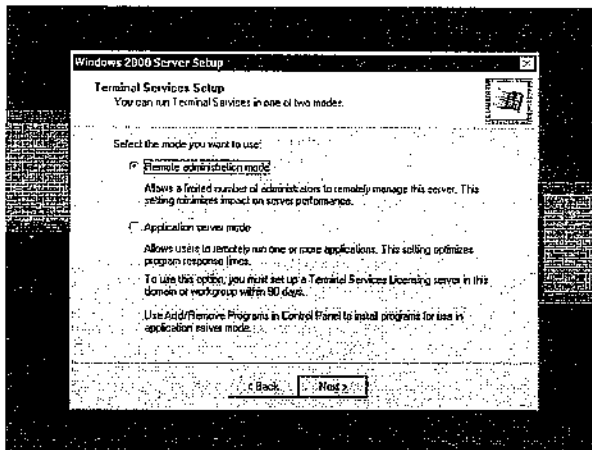 Windows 2000 Server Setup
Terminal Services Setup
You can run Terminal Services in one of two modes.
Select the mode you want to use:
Remote administration mode
Allows a limited number of administrators to remotely manage this server. This
setting minimizes impact on server performance.
Application server mode
Allows users to remotely run one or more applications. This setting optimizes
program response times.
To use this option, you must set up a Terminal Services Licensing server in this
domain or workgroup within 90 days.
Use Add/Remove Programs in Control Panel to install programs for use in
application server mode.
< Back
Next >